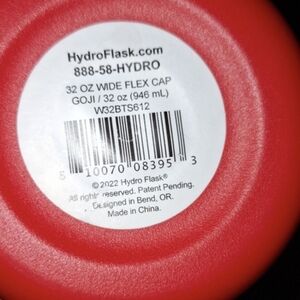 HydroFlask.com
888-58-HYDRO
32 OZ WIDE FLEX CAP
GOJI / 32 oz (946 mL)
W32BTS612
8 10070 08395 3
©2022 Hydro Flask®
All rights reserved. Patent Pending.
Designed in Bend, OR.
Made in China.